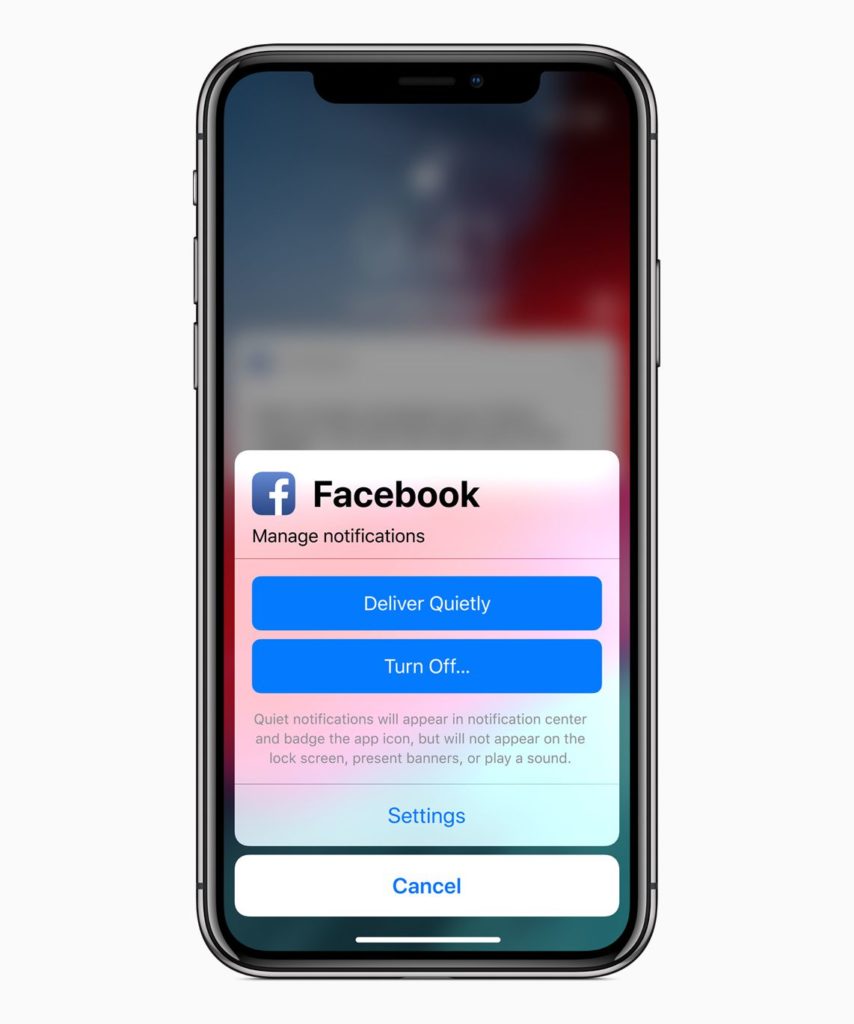 Facebook
Manage notifications
Deliver Quietly
Turn Off...
Quiet notifications will appear in notification center
and badge the app icon, but will not appear on the
lock screen, present banners, or play a sound.
Settings
Cancel